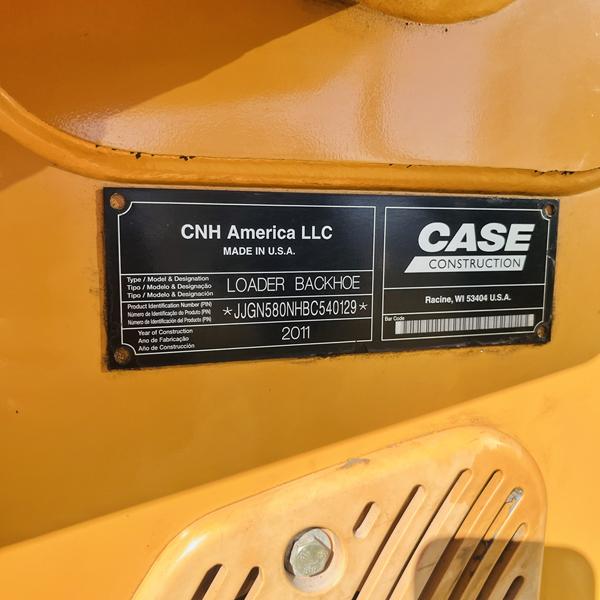 CNH America LLC
MADE IN U.S.A.
Type / Model & Designation
Tipo / Modelo & Designação
Tipo / Modelo & Designación
LOADER BACKHOE
Product Identification Number (PIN)
Número de Identificação do Produto (PIN)
Número de Identificación del Producto (PIN)
*JJGN580NHBC540129*
Year of Construction
Ano de Fabricação
Año de Construcción
2011
CASE
CONSTRUCTION
Racine, WI 53404 U.S.A.
Bar Code